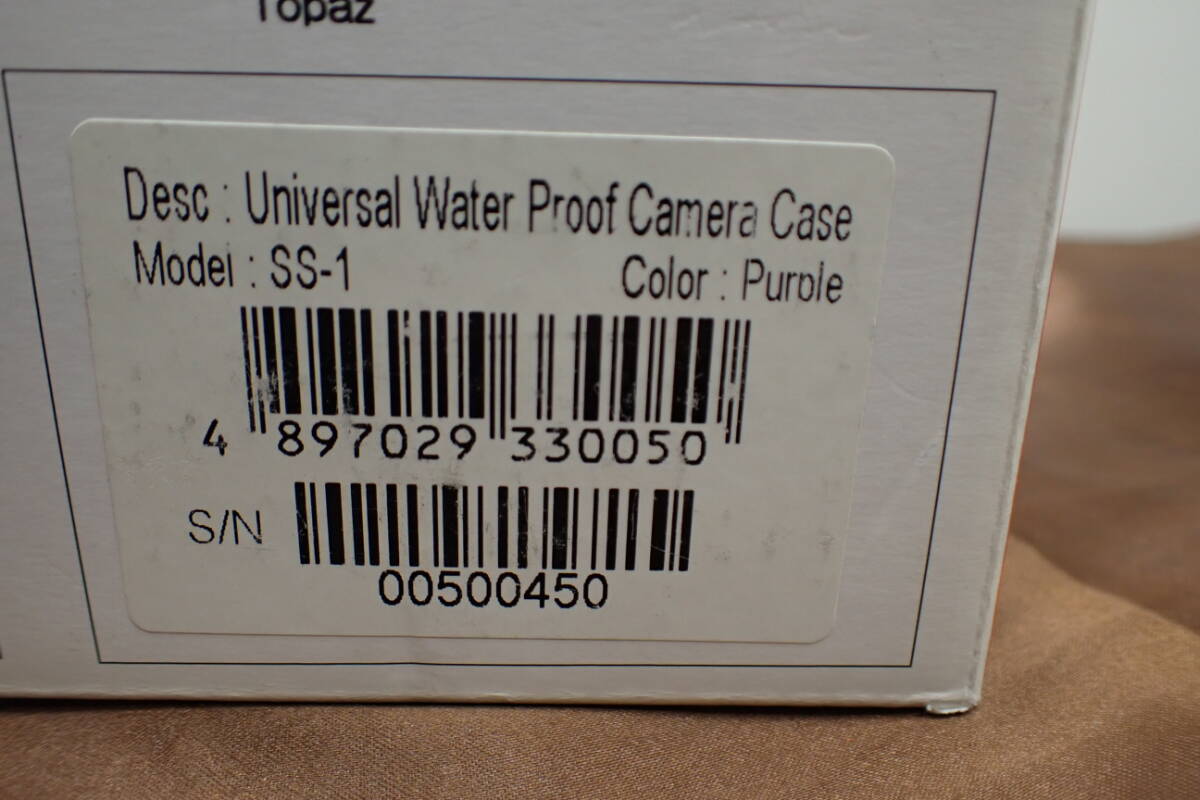 Topaz
Desc : Universal Water Proof Camera Case
Model : SS-1
Color : Purple
4 897029 330050
S/N
00500450